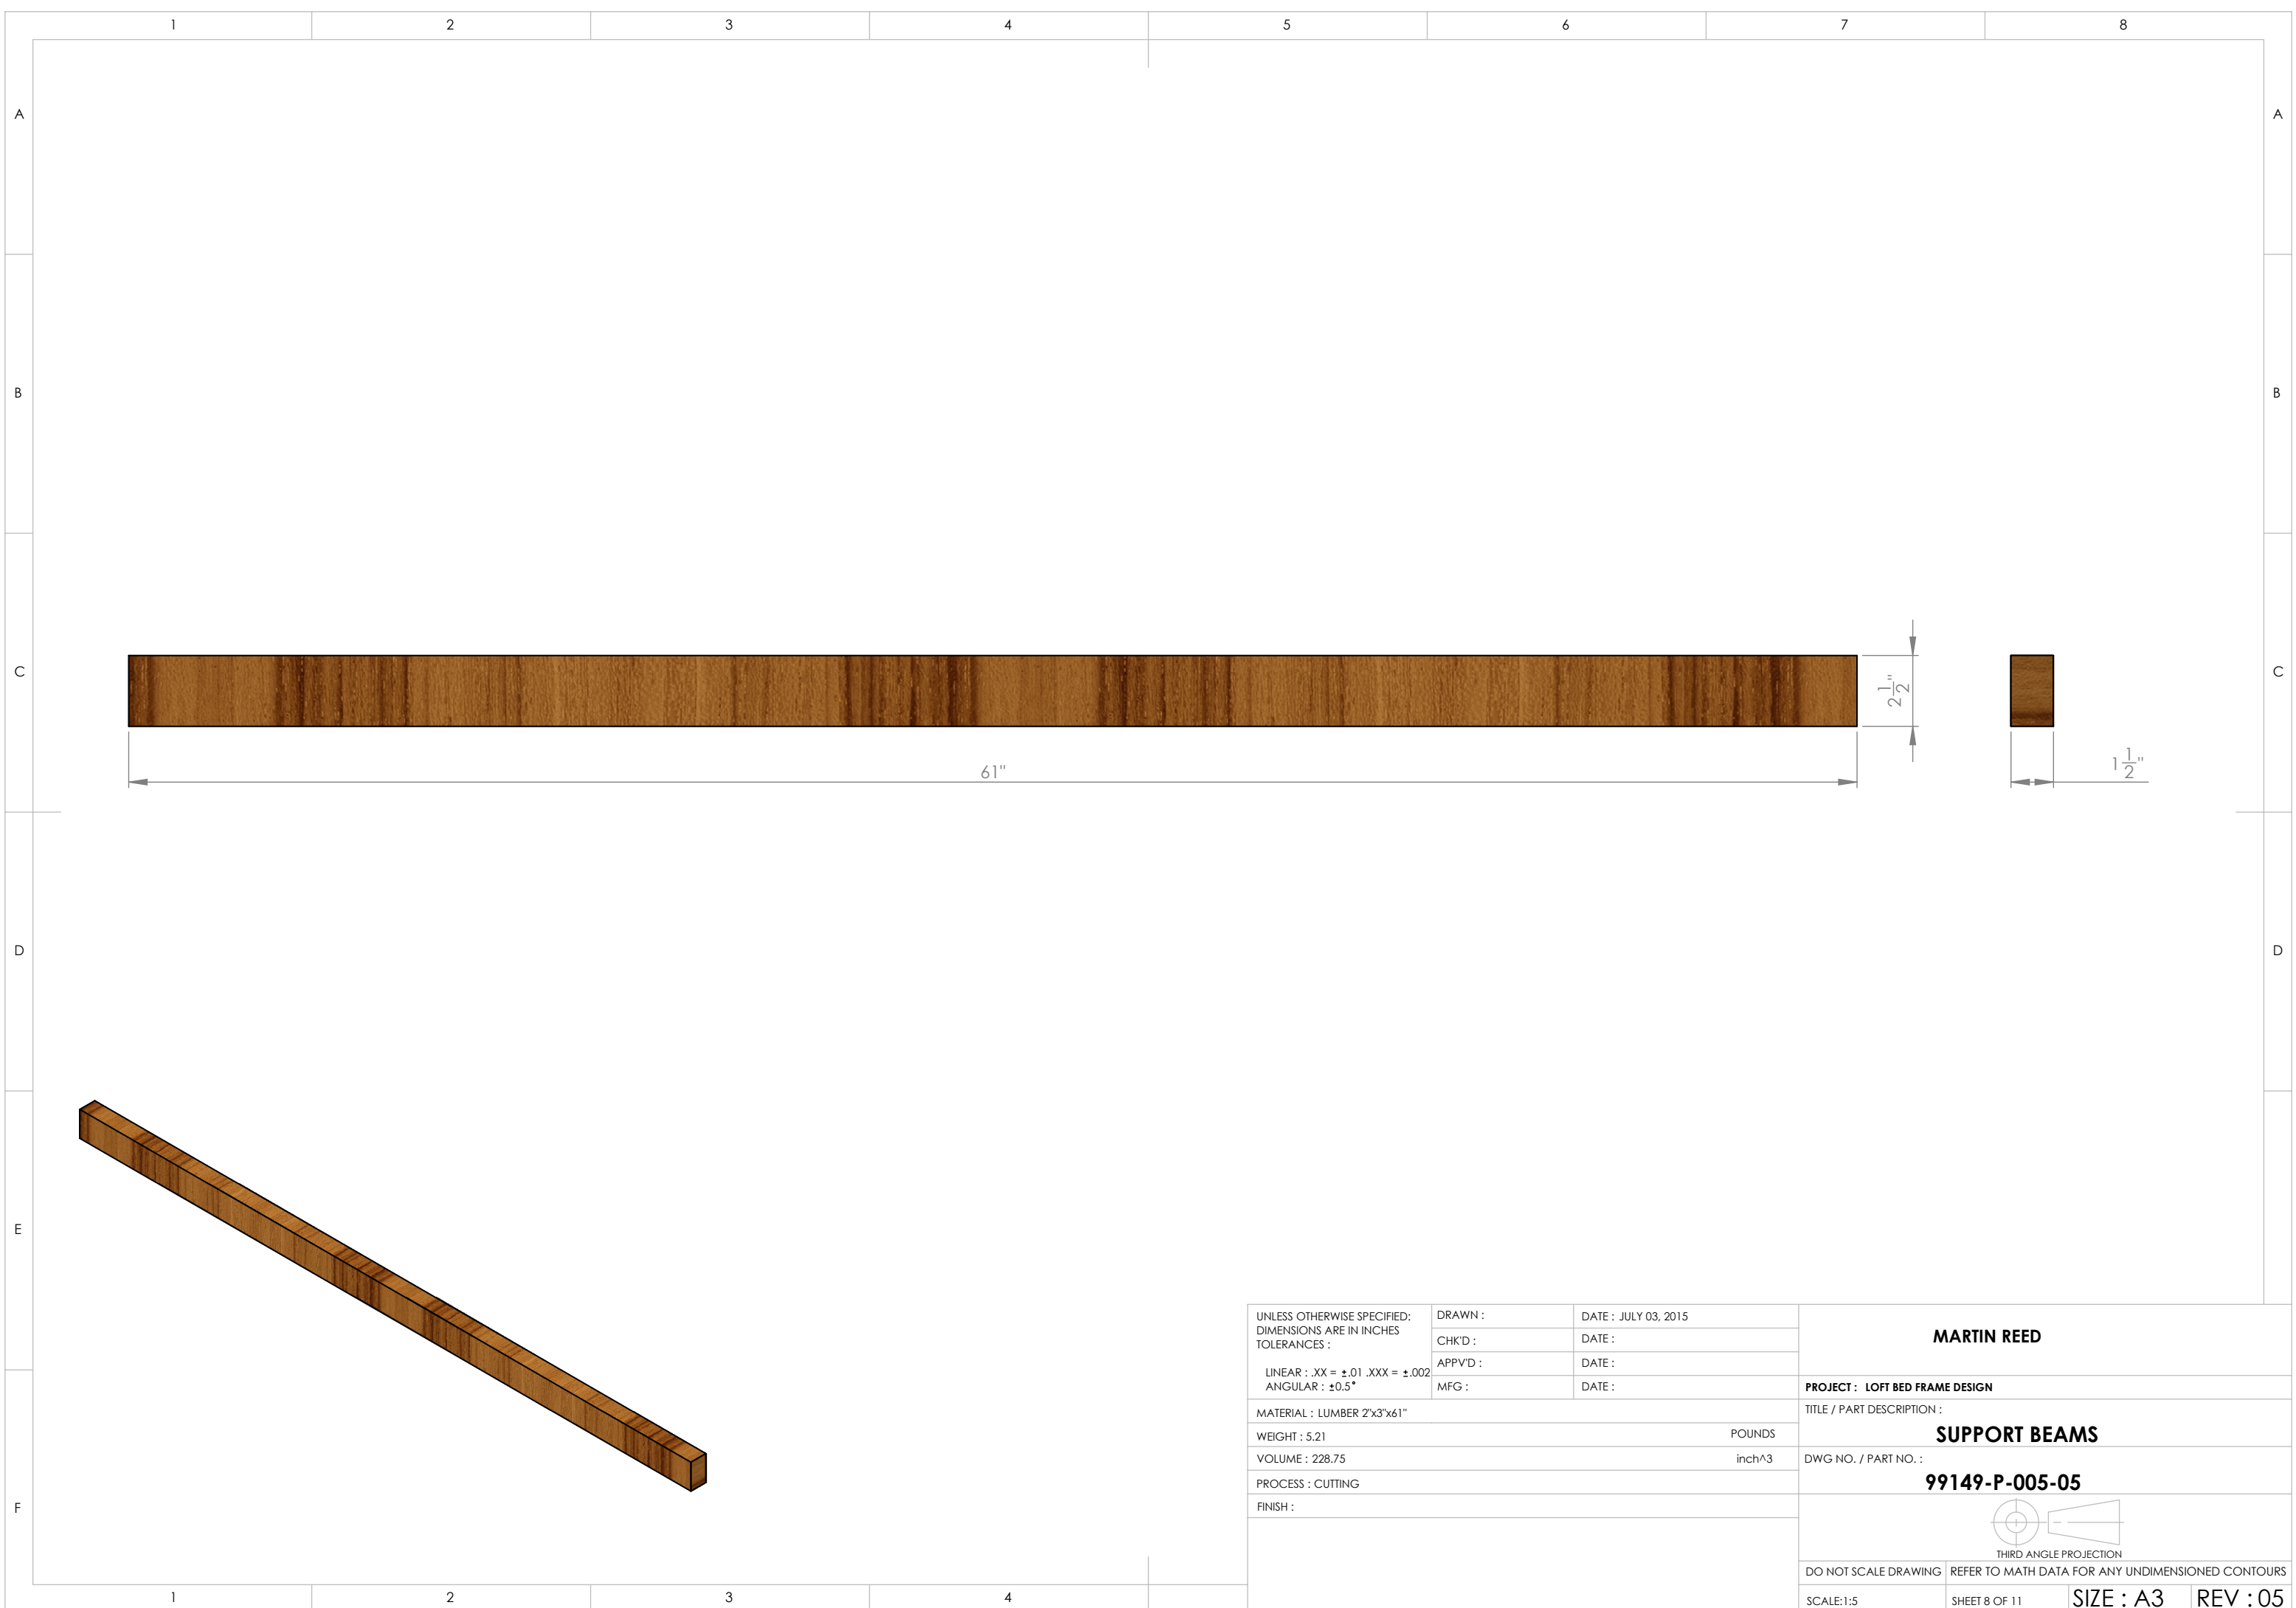 1 2 3 4 5 6 7 8
A A
B B
C C
2 1/2"
61"
1 1/2"
D D
E
F
UNLESS OTHERWISE SPECIFIED:
DIMENSIONS ARE IN INCHES
TOLERANCES :
LINEAR : .XX = ±.01 .XXX = ±.002
ANGULAR : ±0.5°
DRAWN : DATE : JULY 03, 2015
CHK'D : DATE :
APPV'D : DATE :
MFG : DATE :
MATERIAL : LUMBER 2"x3"x61"
WEIGHT : 5.21 POUNDS
VOLUME : 228.75 inch^3
PROCESS : CUTTING
FINISH :
MARTIN REED
PROJECT : LOFT BED FRAME DESIGN
TITLE / PART DESCRIPTION :
SUPPORT BEAMS
DWG NO. / PART NO. :
99149-P-005-05
THIRD ANGLE PROJECTION
DO NOT SCALE DRAWING REFER TO MATH DATA FOR ANY UNDIMENSIONED CONTOURS
SCALE:1:5 SHEET 8 OF 11 SIZE : A3 REV : 05
1 2 3 4